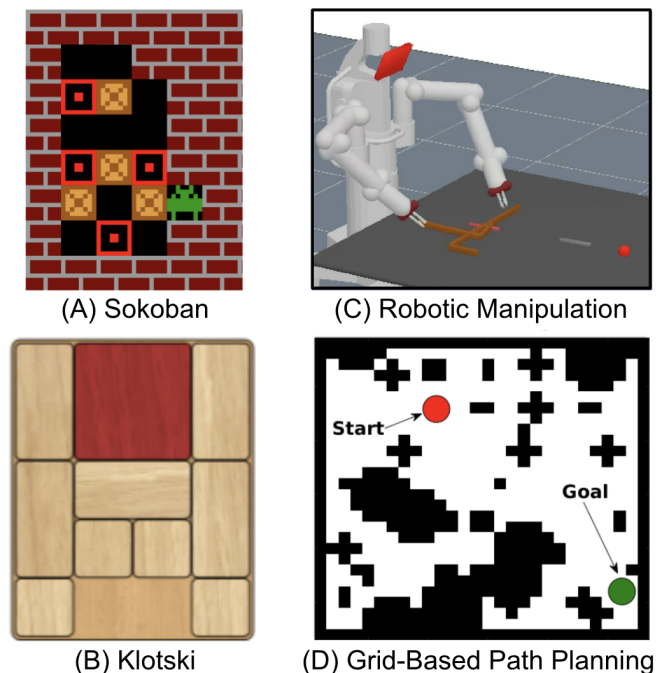 (A) Sokoban
(C) Robotic Manipulation
Start
Goal
(B) Klotski
(D) Grid-Based Path Planning